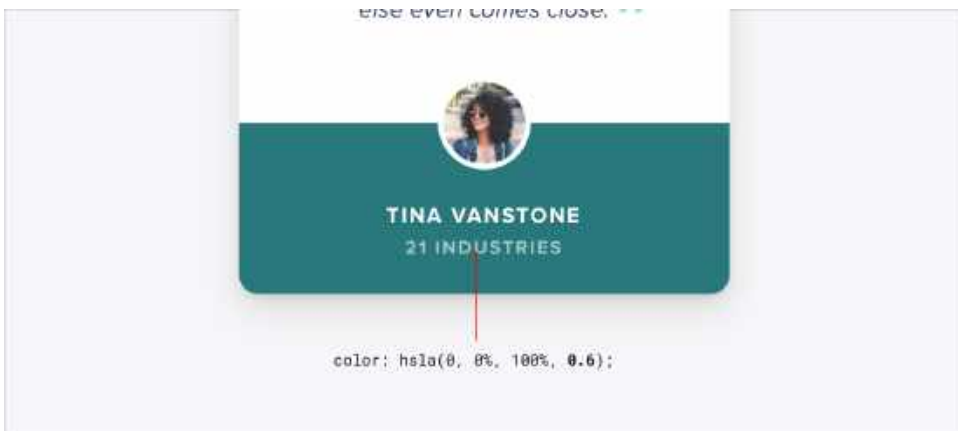 else even comes close.
TINA VANSTONE
21 INDUSTRIES
color: hsla(0, 0%, 100%, 0.6);